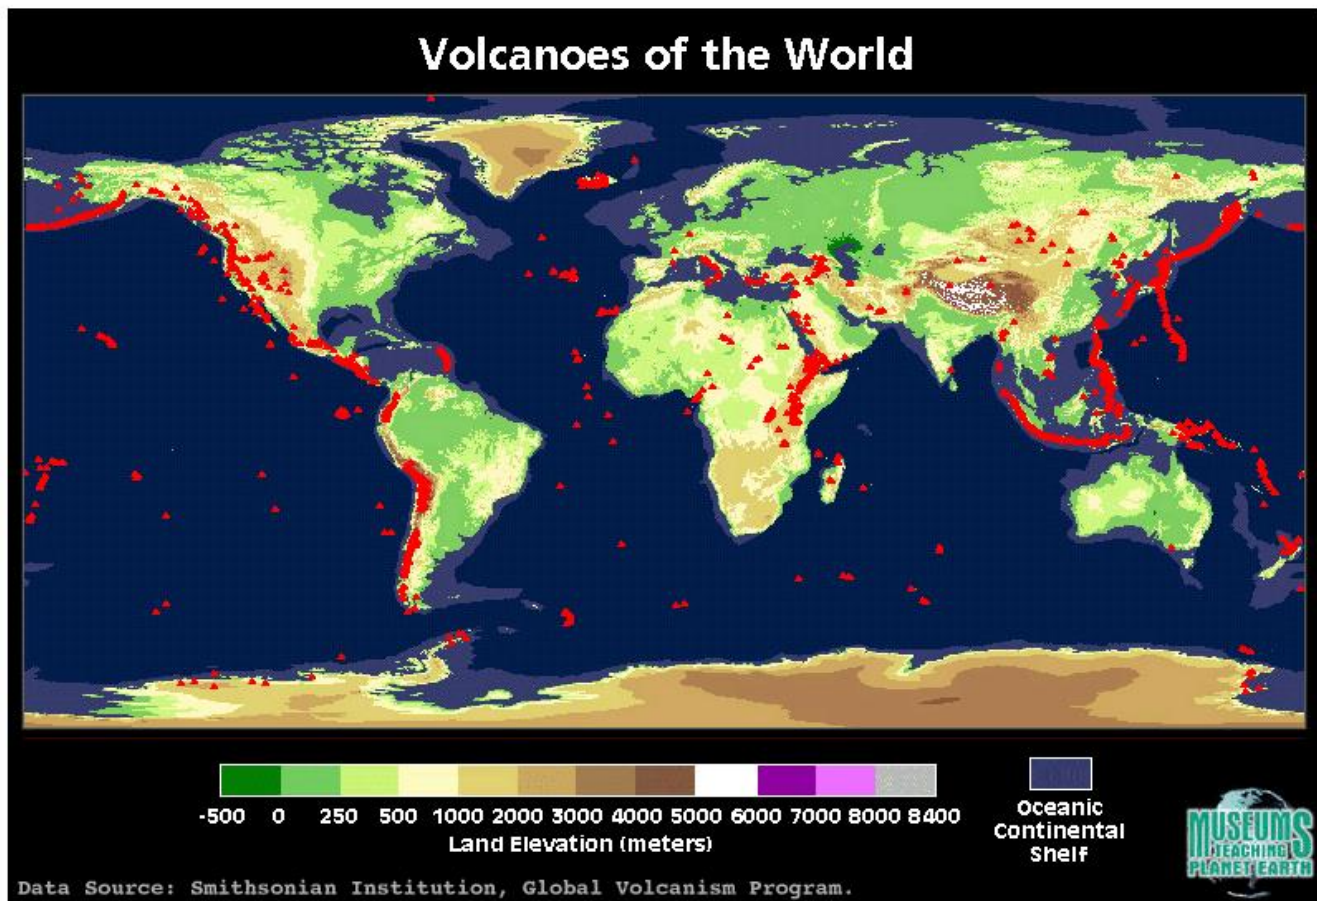 Volcanoes of the World
-500 0 250 500 1000 2000 3000 4000 5000 6000 7000 8000 8400
Land Elevation (meters)
Oceanic
Continental
Shelf
MUSEUMS
TEACHING
PLANET EARTH
Data Source: Smithsonian Institution, Global Volcanism Program.